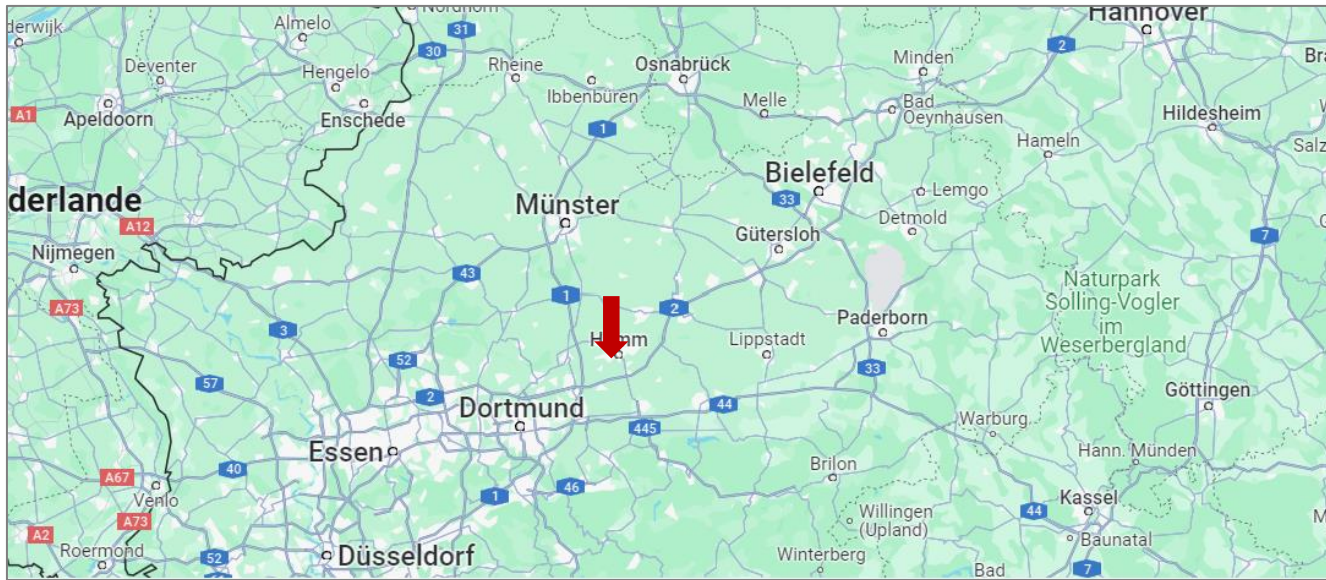 derwijk
Almelo
Nordhorn
31
Hannover
Deventer
Hengelo
30
Rheine
Osnabrück
Minden
2
Bra
Ibbenbüren
Melle
Bad
Oeynhausen
A1
Apeldoorn
Enschede
1
Hildesheim
Hameln
Salz
Bielefeld
33
Lemgo
derlande
Münster
Detmold
A12
Gütersloh
7
Nijmegen
43
Naturpark
Solling-Vogler
im
Weserbergland
A73
1
2
3
Paderborn
Lippstadt
52
33
57
2
Göttingen
44
Dortmund
Warburg
445
Essen
Hann. Münden
40
Brilon
A67
46
Venlo
1
Kassel
A73
Willingen
(Upland)
44
A2
Baunatal
Roermond
52
Düsseldorf
Winterberg
Bad
7